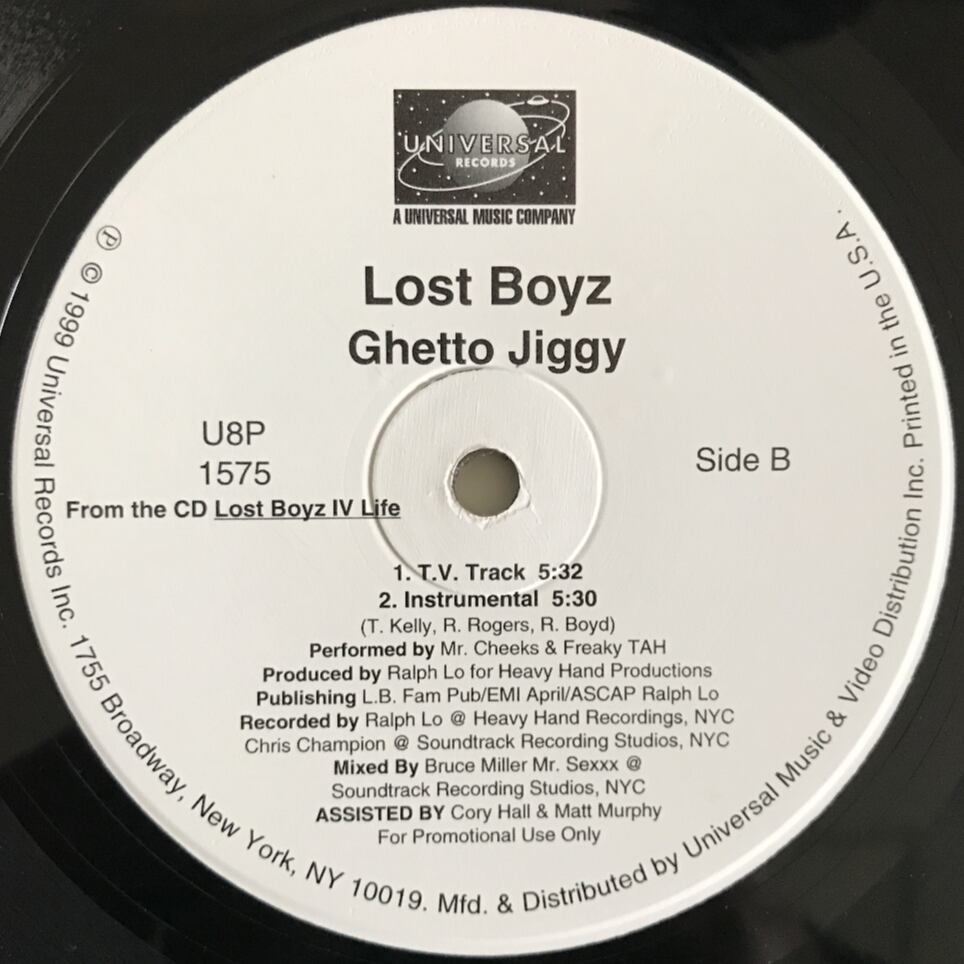 UNIVERSAL
RECORDS
A UNIVERSAL MUSIC COMPANY
Lost Boyz
Ghetto Jiggy
U8P
1575
Side B
From the CD Lost Boyz IV Life
1. T.V. Track 5:32
2. Instrumental 5:30
(T. Kelly, R. Rogers, R. Boyd)
Performed by Mr. Cheeks & Freaky TAH
Produced by Ralph Lo for Heavy Hand Productions
Publishing L.B. Fam Pub/EMI April/ASCAP Ralph Lo
Recorded by Ralph Lo @ Heavy Hand Recordings, NYC
Chris Champion @ Soundtrack Recording Studios, NYC
Mixed By Bruce Miller Mr. Sexxx @
Soundtrack Recording Studios, NYC
ASSISTED BY Cory Hall & Matt Murphy
For Promotional Use Only
℗ © 1999 Universal Records Inc. 1755 Broadway, New York, NY 10019. Mfd. & Distributed by Universal Music & Video Distribution Inc. Printed in the U.S.A.